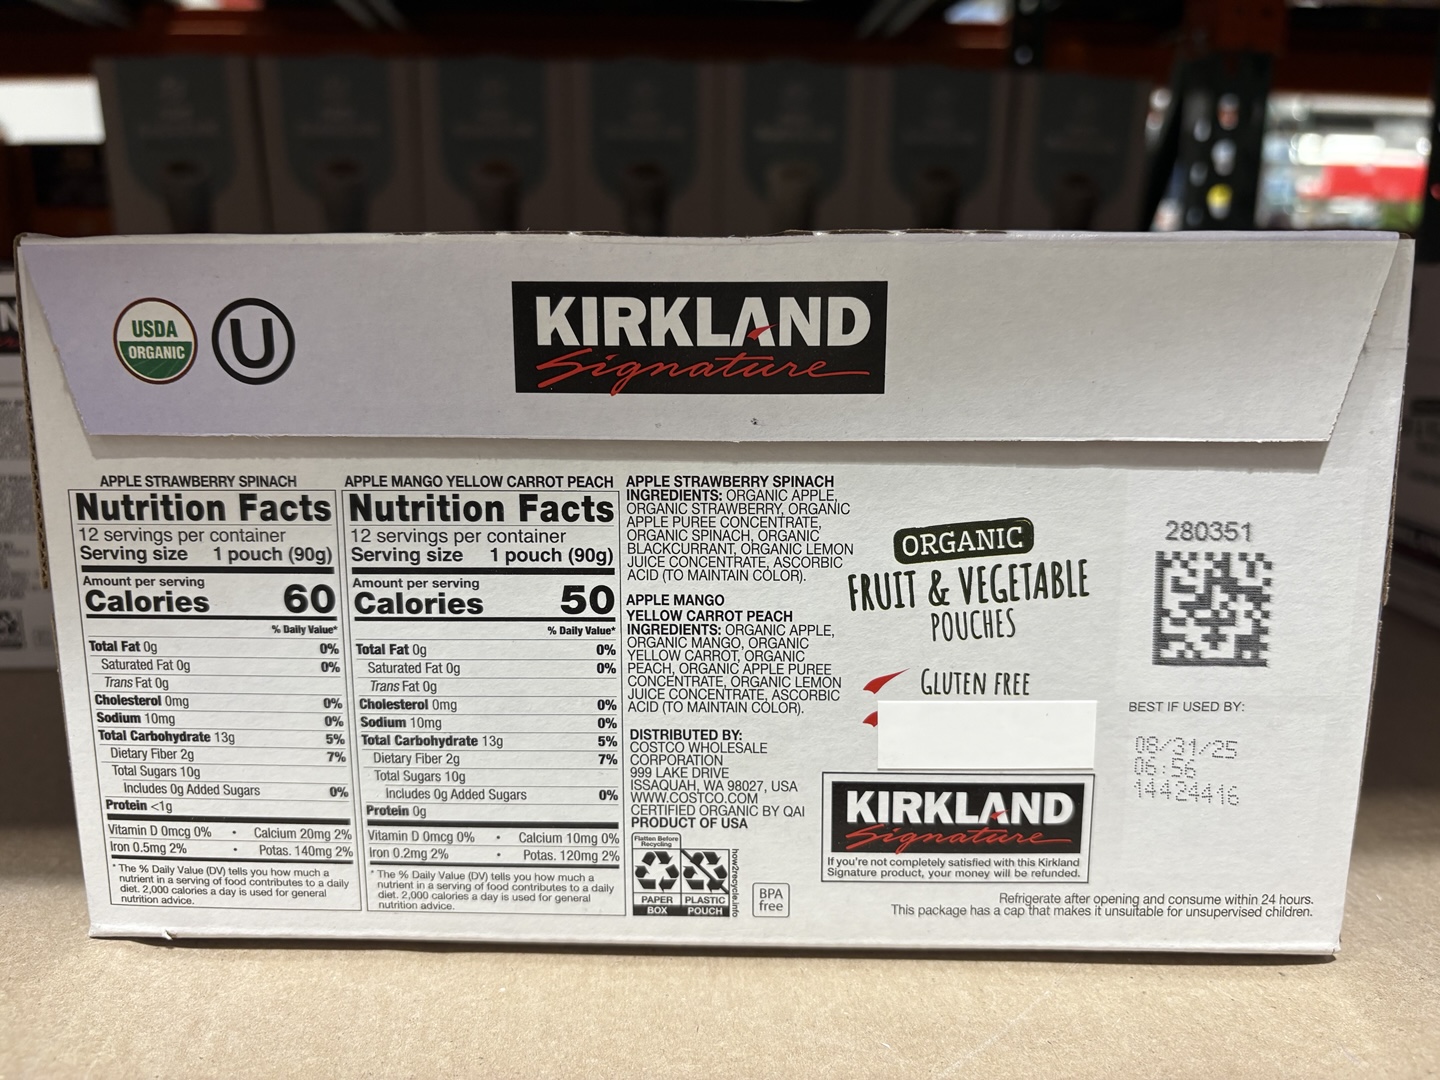 USDA
ORGANIC
U
KIRKLAND
Signature
APPLE STRAWBERRY SPINACH
Nutrition Facts
12 servings per container
Serving size 1 pouch (90g)
Amount per serving
Calories 60
% Daily Value*
Total Fat 0g 0%
Saturated Fat 0g 0%
Trans Fat 0g
Cholesterol 0mg 0%
Sodium 10mg 0%
Total Carbohydrate 13g 5%
Dietary Fiber 2g 7%
Total Sugars 10g
Includes 0g Added Sugars 0%
Protein <1g
Vitamin D 0mcg 0% • Calcium 20mg 2%
Iron 0.5mg 2% • Potas. 140mg 2%
* The % Daily Value (DV) tells you how much a
nutrient in a serving of food contributes to a daily
diet. 2,000 calories a day is used for general
nutrition advice.
APPLE MANGO YELLOW CARROT PEACH
Nutrition Facts
12 servings per container
Serving size 1 pouch (90g)
Amount per serving
Calories 50
% Daily Value*
Total Fat 0g 0%
Saturated Fat 0g 0%
Trans Fat 0g
Cholesterol 0mg 0%
Sodium 10mg 0%
Total Carbohydrate 13g 5%
Dietary Fiber 2g 7%
Total Sugars 10g
Includes 0g Added Sugars 0%
Protein 0g
Vitamin D 0mcg 0% • Calcium 10mg 0%
Iron 0.2mg 2% • Potas. 120mg 2%
* The % Daily Value (DV) tells you how much a
nutrient in a serving of food contributes to a daily
diet. 2,000 calories a day is used for general
nutrition advice.
APPLE STRAWBERRY SPINACH
INGREDIENTS: ORGANIC APPLE,
ORGANIC STRAWBERRY, ORGANIC
APPLE PUREE CONCENTRATE,
ORGANIC SPINACH, ORGANIC
BLACKCURRANT, ORGANIC LEMON
JUICE CONCENTRATE, ASCORBIC
ACID (TO MAINTAIN COLOR).
APPLE MANGO
YELLOW CARROT PEACH
INGREDIENTS: ORGANIC APPLE,
ORGANIC MANGO, ORGANIC
YELLOW CARROT, ORGANIC
PEACH, ORGANIC APPLE PUREE
CONCENTRATE, ORGANIC LEMON
JUICE CONCENTRATE, ASCORBIC
ACID (TO MAINTAIN COLOR).
DISTRIBUTED BY:
COSTCO WHOLESALE
CORPORATION
999 LAKE DRIVE
ISSAQUAH, WA 98027, USA
WWW.COSTCO.COM
CERTIFIED ORGANIC BY QAI
PRODUCT OF USA
Flatten Before
Recycling
PAPER PLASTIC
BOX POUCH
how2recycle.info
BPA
free
ORGANIC
FRUIT & VEGETABLE
POUCHES
GLUTEN FREE
KIRKLAND
Signature
If you're not completely satisfied with this Kirkland
Signature product, your money will be refunded.
280351
BEST IF USED BY:
08/31/25
06:56
14424416
Refrigerate after opening and consume within 24 hours.
This package has a cap that makes it unsuitable for unsupervised children.